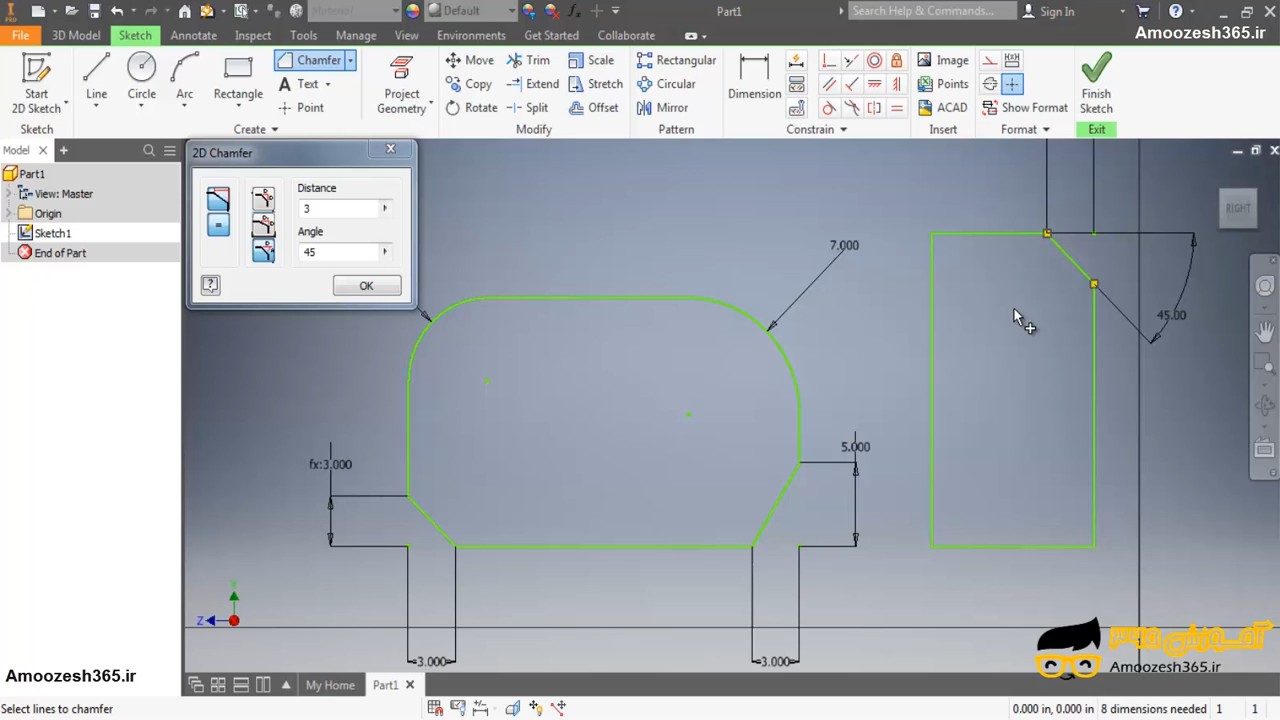 Material
Default
Part1
Search Help & Commands...
Sign In
PRO
File
3D Model
Sketch
Annotate
Inspect
Tools
Manage
View
Environments
Get Started
Collaborate
Amoozesh365.ir
Start
2D Sketch
Line
Circle
Arc
Rectangle
Chamfer
Text
Point
Project
Geometry
Move
Copy
Rotate
Trim
Extend
Split
Scale
Stretch
Offset
Rectangular
Circular
Mirror
Dimension
Image
Points
ACAD
Show Format
Finish
Sketch
Sketch
Create
Modify
Pattern
Constrain
Insert
Format
Exit
Model
Part1
View: Master
Origin
Sketch1
End of Part
2D Chamfer
Distance
3
Angle
45
OK
RIGHT
7.000
45.00
fx:3.000
5.000
3.000
3.000
Y
Z
آمـــوزش ۳۶۵
Amoozesh365.ir
Amoozesh365.ir
My Home
Part1
Select lines to chamfer
0.000 in, 0.000 in
8 dimensions needed
1
1